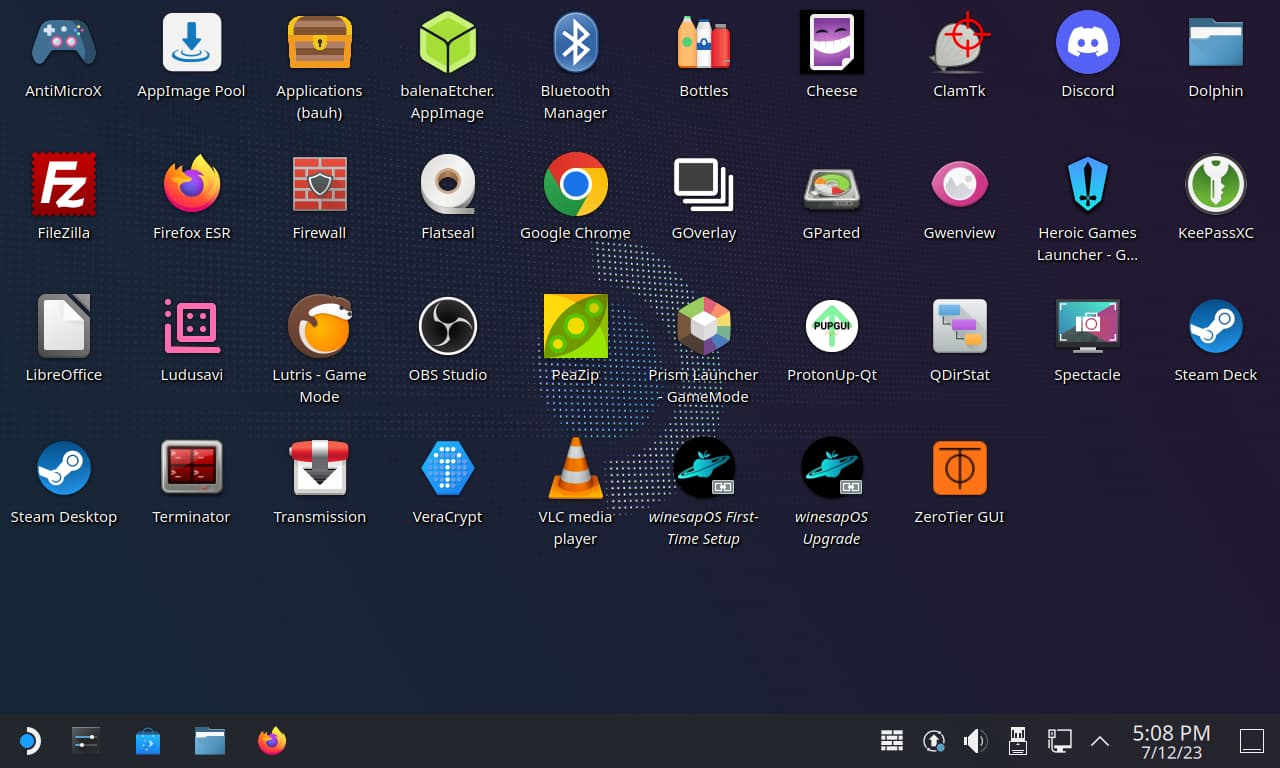 AntiMicroX
AppImage Pool
Applications
(bauh)
balenaEtcher.
AppImage
Bluetooth
Manager
Bottles
Cheese
ClamTk
Discord
Dolphin
Fz
FileZilla
Firefox ESR
Firewall
Flatseal
Google Chrome
GOverlay
GParted
Gwenview
Heroic Games
Launcher - G...
KeePassXC
LibreOffice
Ludusavi
Lutris - Game
Mode
OBS Studio
PeaZip
Prism Launcher
- GameMode
PUPGUI
ProtonUp-Qt
QDirStat
Spectacle
Steam Deck
Steam Desktop
Terminator
Transmission
VeraCrypt
VLC media
player
winesapOS First-
Time Setup
winesapOS
Upgrade
ZeroTier GUI
5:08 PM
7/12/23